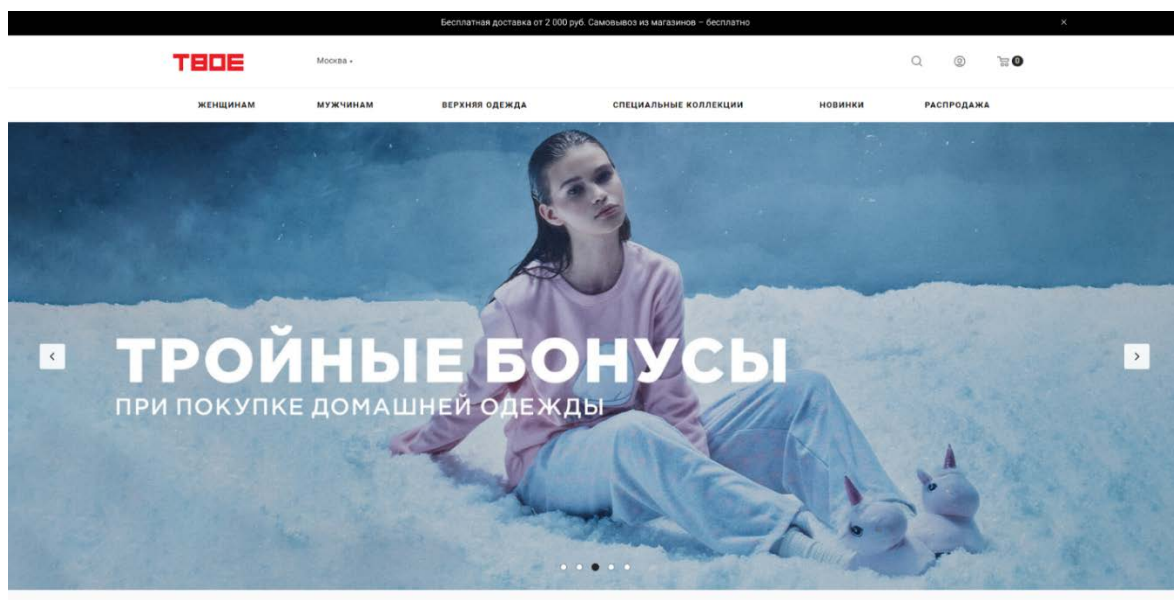 Бесплатная доставка от 2 000 руб. Самовывоз из магазинов – бесплатно
ТВОЕ
Москва
0
ЖЕНЩИНАМ МУЖЧИНАМ ВЕРХНЯЯ ОДЕЖДА СПЕЦИАЛЬНЫЕ КОЛЛЕКЦИИ НОВИНКИ РАСПРОДАЖА
ТРОЙНЫЕ БОНУСЫ
ПРИ ПОКУПКЕ ДОМАШНЕЙ ОДЕЖДЫ